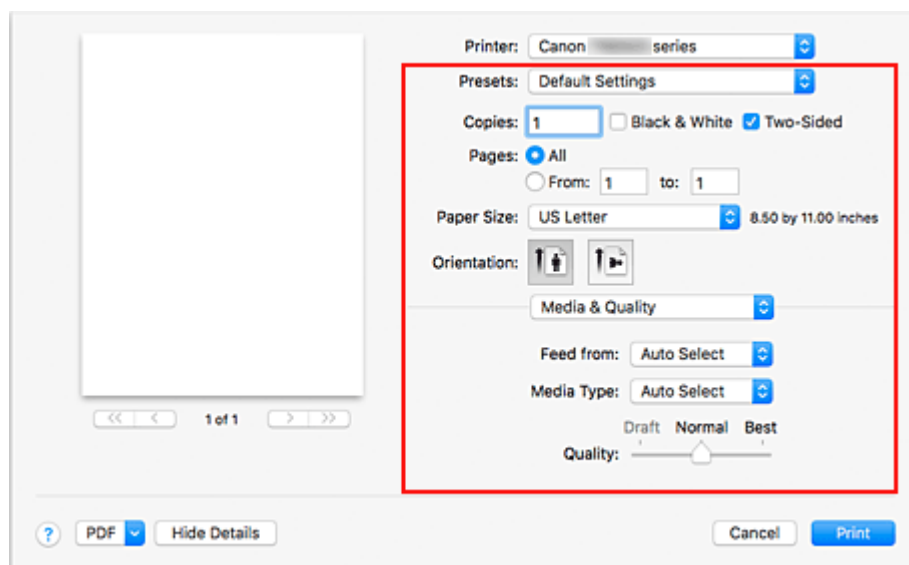 Printer: Canon series
Presets: Default Settings
Copies: 1 Black & White Two-Sided
Pages: All
From: 1 to: 1
Paper Size: US Letter 8.50 by 11.00 inches
Orientation:
Media & Quality
Feed from: Auto Select
Media Type: Auto Select
Draft Normal Best
Quality:
<< < 1 of 1 > >>
? PDF Hide Details Cancel Print